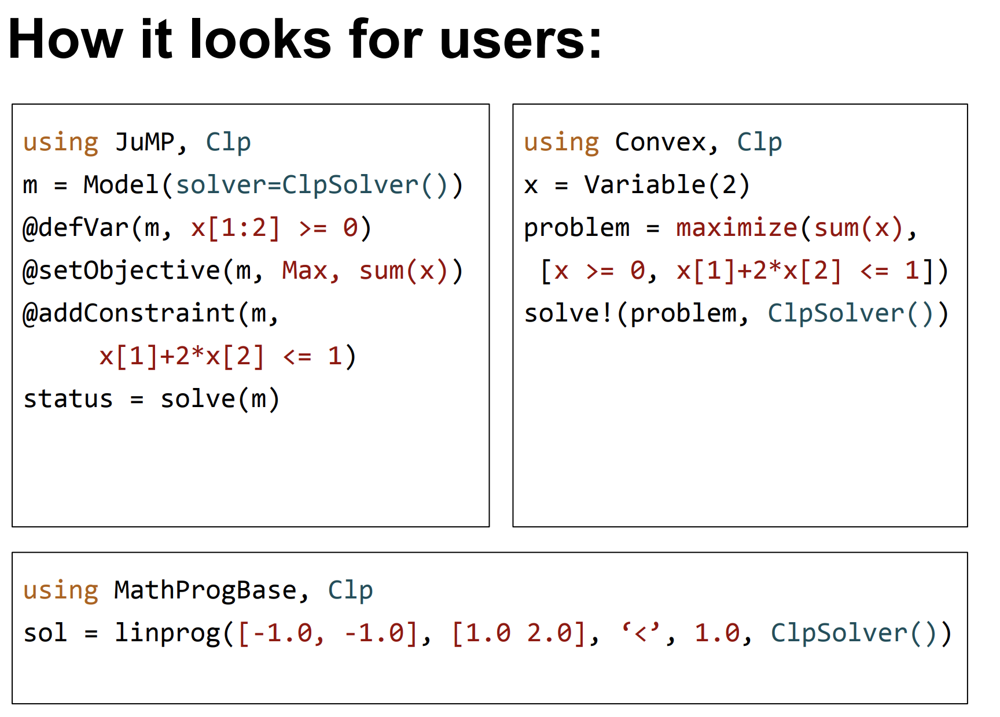 How it looks for users:
using JuMP, Clp
m = Model(solver=ClpSolver())
@defVar(m, x[1:2] >= 0)
@setObjective(m, Max, sum(x))
@addConstraint(m,
     x[1]+2*x[2] <= 1)
status = solve(m)
using Convex, Clp
x = Variable(2)
problem = maximize(sum(x),
 [x >= 0, x[1]+2*x[2] <= 1])
solve!(problem, ClpSolver())
using MathProgBase, Clp
sol = linprog([-1.0, -1.0], [1.0 2.0], ‘<’, 1.0, ClpSolver())